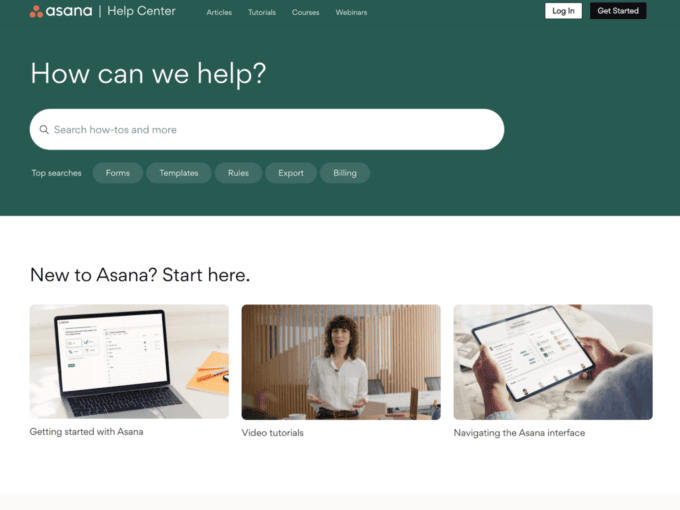 asana | Help Center
Articles Tutorials Courses Webinars
Log In Get Started
How can we help?
Search how-tos and more
Top searches Forms Templates Rules Export Billing
New to Asana? Start here.
Getting started with Asana
Video tutorials
Navigating the Asana interface